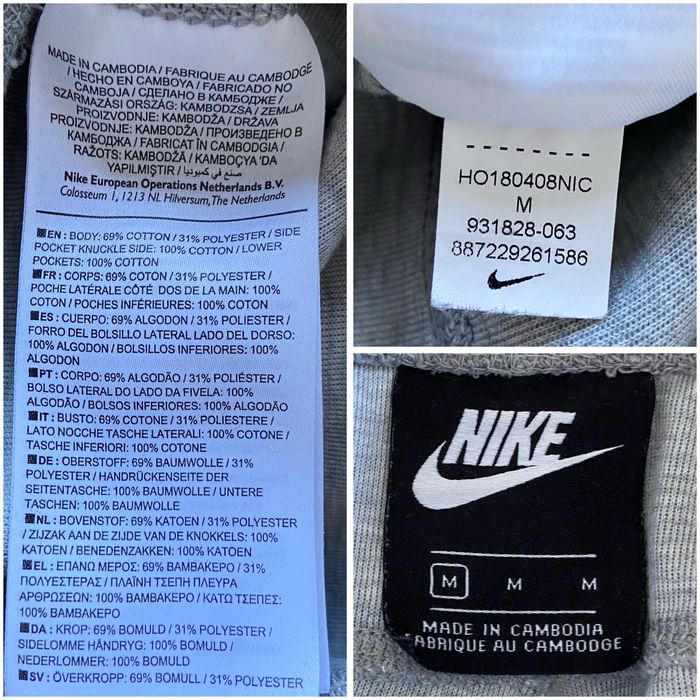 MADE IN CAMBODIA / FABRIQUE AU CAMBODGE
/ HECHO EN CAMBOYA / FABRICADO NO
CAMBOJA / СДЕЛАНО В КАМБОДЖЕ /
SZÁRMAZÁSI ORSZÁG: KAMBODZSA / ZEMLJA
PROIZVODNJE: KAMBODŽA / DRŽAVA
PROIZVODNJE: KAMBODŽA / ПРОИЗВЕДЕНО В
КАМБОДЖА / FABRICAT ÎN CAMBODGIA /
RAŽOTS: KAMBODŽĀ / KAMBOÇYA 'DA
YAPILMIŞTIR / صنع في كمبوديا
Nike European Operations Netherlands B.V.
Colosseum 1, 1213 NL Hilversum, The Netherlands
EN : BODY: 69% COTTON / 31% POLYESTER / SIDE
POCKET KNUCKLE SIDE: 100% COTTON / LOWER
POCKETS: 100% COTTON
FR : CORPS: 69% COTON / 31% POLYESTER /
POCHE LATÉRALE CÔTÉ DOS DE LA MAIN: 100%
COTON / POCHES INFÉRIEURES: 100% COTON
ES : CUERPO: 69% ALGODON / 31% POLIESTER /
FORRO DEL BOLSILLO LATERAL LADO DEL DORSO:
100% ALGODON / BOLSILLOS INFERIORES: 100%
ALGODON
PT : CORPO: 69% ALGODÃO / 31% POLIÉSTER /
BOLSO LATERAL DO LADO DA FIVELA: 100%
ALGODÃO / BOLSOS INFERIORES: 100% ALGODÃO
IT : BUSTO: 69% COTONE / 31% POLIESTERE /
LATO NOCCHE TASCHE LATERALI: 100% COTONE /
TASCHE INFERIORI: 100% COTONE
DE : OBERSTOFF: 69% BAUMWOLLE / 31%
POLYESTER / HANDRÜCKENSEITE DER
SEITENTASCHE: 100% BAUMWOLLE / UNTERE
TASCHEN: 100% BAUMWOLLE
NL : BOVENSTOF: 69% KATOEN / 31% POLYESTER
/ ZIJZAK AAN DE ZIJDE VAN DE KNOKKELS: 100%
KATOEN / BENEDENZAKKEN: 100% KATOEN
EL : ΕΠΑΝΩ ΜΕΡΟΣ: 69% ΒΑΜΒΑΚΕΡΟ / 31%
ΠΟΛΥΕΣΤΕΡΑΣ / ΠΛΑΪΝΗ ΤΣΕΠΗ ΠΛΕΥΡΑ
ΑΡΘΡΩΣΕΩΝ: 100% ΒΑΜΒΑΚΕΡΟ / ΚΑΤΩ ΤΣΕΠΕΣ:
100% ΒΑΜΒΑΚΕΡΟ
DA : KROP: 69% BOMULD / 31% POLYESTER /
SIDELOMME HÅNDRYG: 100% BOMULD /
NEDERLOMMER: 100% BOMULD
SV : ÖVERKROPP: 69% BOMULL / 31% POLYESTER
HO180408NIC
M
931828-063
887229261586
NIKE
M M M
MADE IN CAMBODIA
FABRIQUE AU CAMBODGE